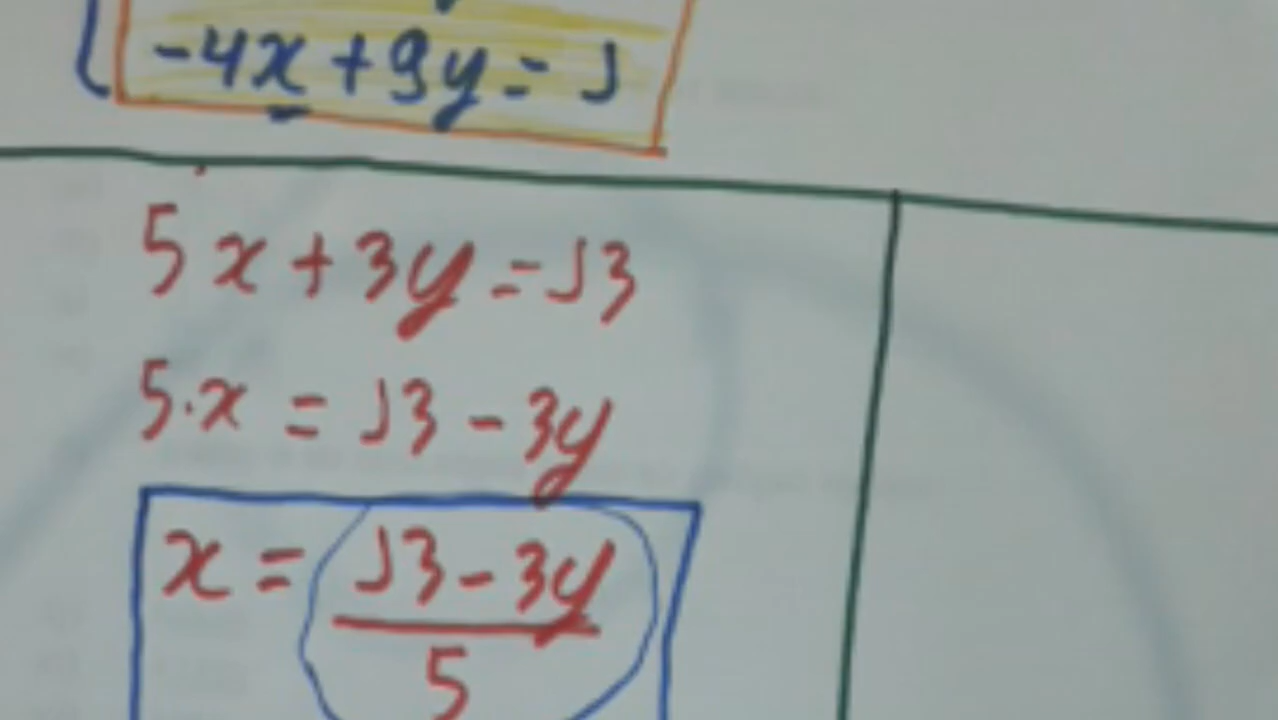 -4x + 9y = 1
5x + 3y = 13
5·x = 13 - 3y
x = 13 - 3y
5